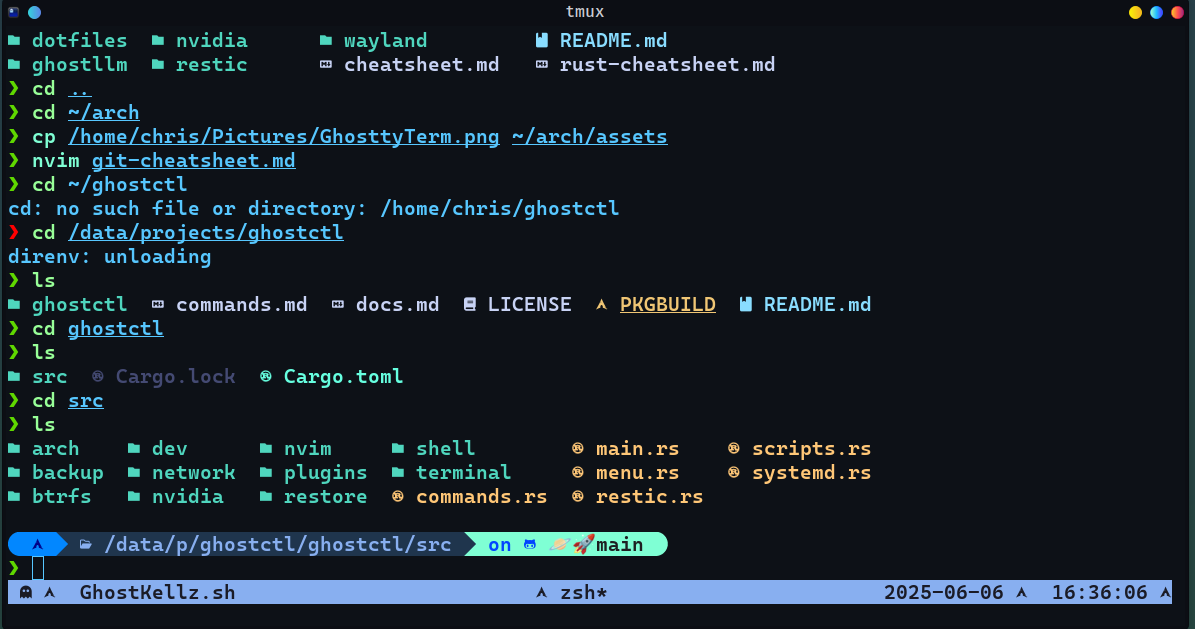 tmux
dotfiles nvidia wayland README.md
ghostllm restic cheatsheet.md rust-cheatsheet.md
❯ cd ..
❯ cd ~/arch
❯ cp /home/chris/Pictures/GhosttyTerm.png ~/arch/assets
❯ nvim git-cheatsheet.md
❯ cd ~/ghostctl
cd: no such file or directory: /home/chris/ghostctl
❯ cd /data/projects/ghostctl
direnv: unloading
❯ ls
ghostctl commands.md docs.md LICENSE PKGBUILD README.md
❯ cd ghostctl
❯ ls
src Cargo.lock Cargo.toml
❯ cd src
❯ ls
arch dev nvim shell main.rs scripts.rs
backup network plugins terminal menu.rs systemd.rs
btrfs nvidia restore commands.rs restic.rs
/data/p/ghostctl/ghostctl/src on 🪐🚀main
❯
GhostKellz.sh zsh* 2025-06-06 16:36:06